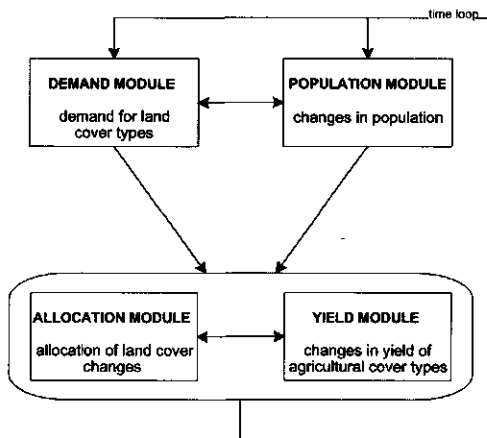 time loop
DEMAND MODULE
demand for land
cover types
POPULATION MODULE
changes in population
ALLOCATION MODULE
allocation of land cover
changes
YIELD MODULE
changes in yield of
agricultural cover types